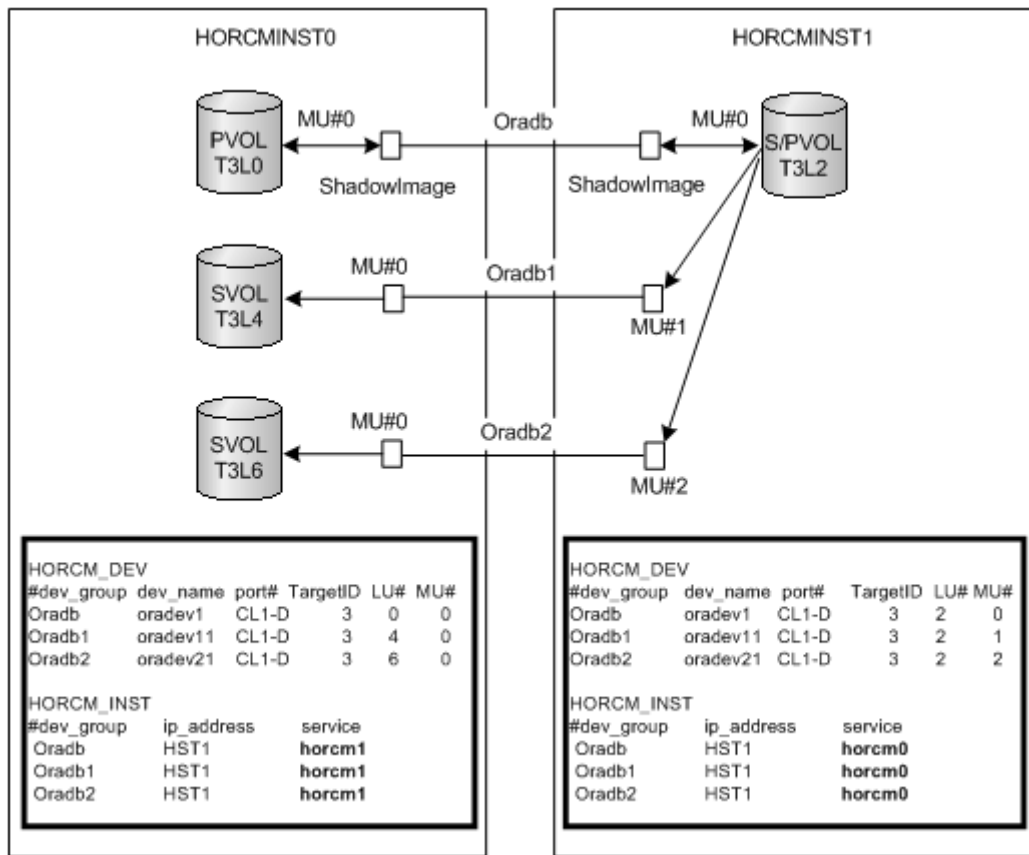 HORCMINST0
HORCMINST1
PVOL
T3L0
MU#0
Oradb
MU#0
S/PVOL
T3L2
ShadowImage
ShadowImage
SVOL
T3L4
MU#0
Oradb1
MU#1
SVOL
T3L6
MU#0
Oradb2
MU#2
HORCM_DEV
#dev_group dev_name port# TargetID LU# MU#
Oradb oradev1 CL1-D 3 0 0
Oradb1 oradev11 CL1-D 3 4 0
Oradb2 oradev21 CL1-D 3 6 0
HORCM_INST
#dev_group ip_address service
Oradb HST1 horcm1
Oradb1 HST1 horcm1
Oradb2 HST1 horcm1
HORCM_DEV
#dev_group dev_name port# TargetID LU# MU#
Oradb oradev1 CL1-D 3 2 0
Oradb1 oradev11 CL1-D 3 2 1
Oradb2 oradev21 CL1-D 3 2 2
HORCM_INST
#dev_group ip_address service
Oradb HST1 horcm0
Oradb1 HST1 horcm0
Oradb2 HST1 horcm0